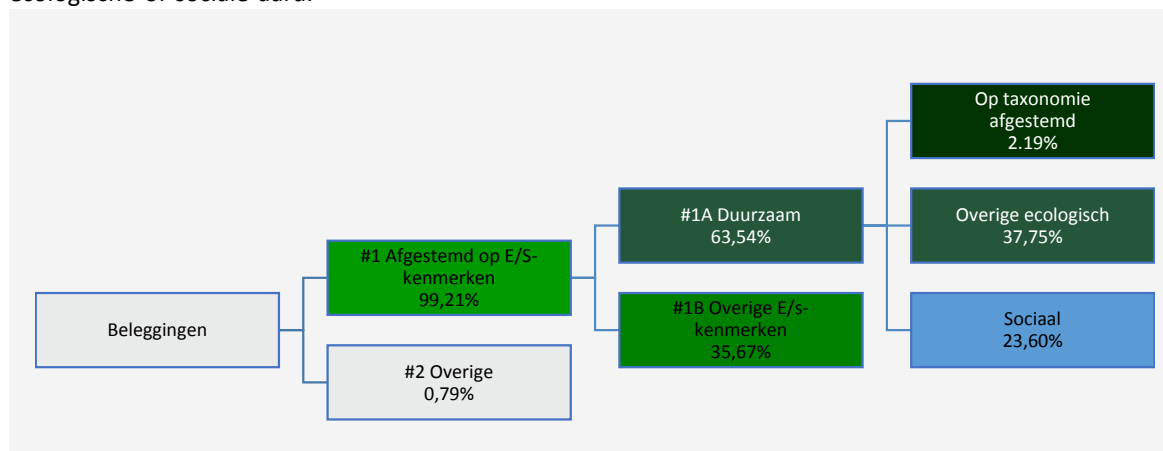 Beleggingen
#1 Afgestemd op E/S-
kenmerken
99,21%
#2 Overige
0,79%
#1A Duurzaam
63,54%
#1B Overige E/s-
kenmerken
35,67%
Op taxonomie
afgestemd
2.19%
Overige ecologisch
37,75%
Sociaal
23,60%